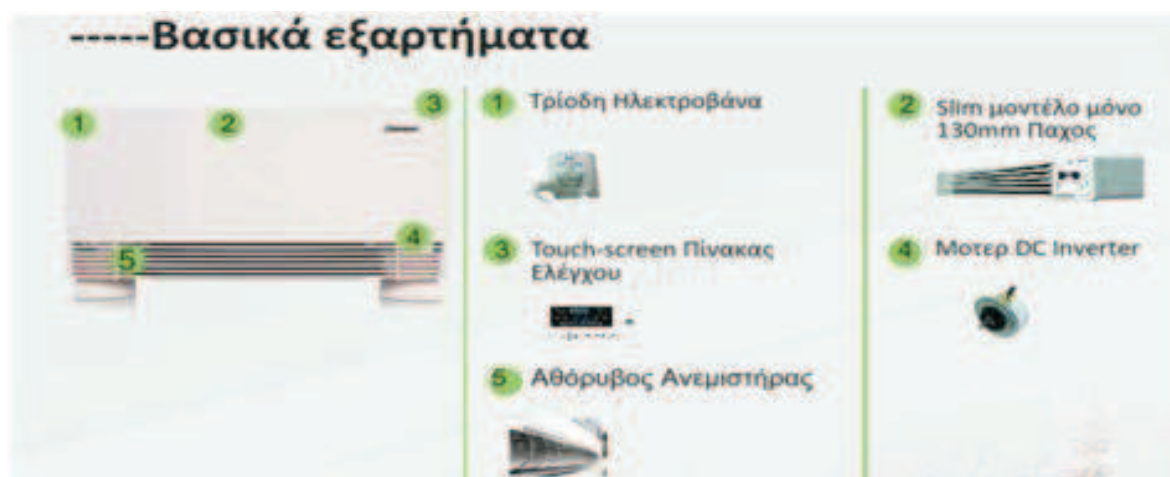 -----Βασικά εξαρτήματα
1
2
3
4
5
1 Τρίοδη Ηλεκτροβάνα
2 Slim μοντέλο μόνο
130mm Παχος
3 Touch-screen Πίνακας
Ελέγχου
4 Μοτερ DC Inverter
5 Αθόρυβος Ανεμιστήρας